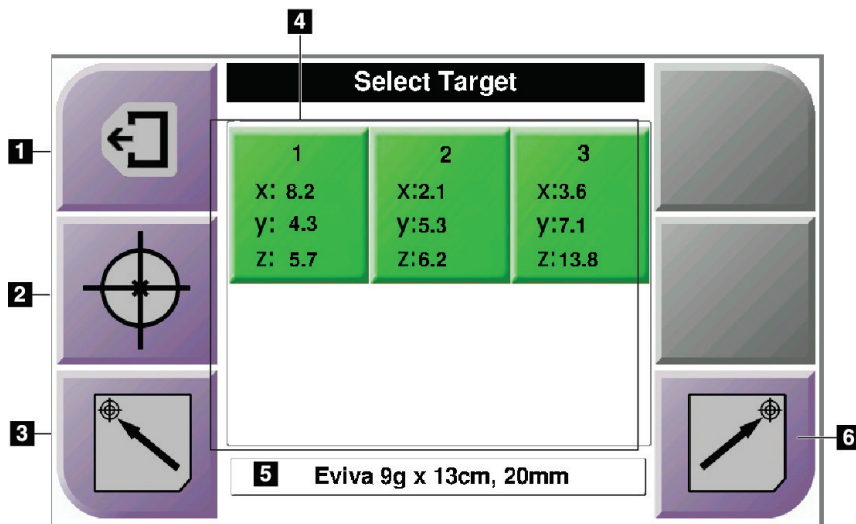 4
Select Target
1
2
3
1 2 3
x: 8.2 x:2.1 x:3.6
y: 4.3 y:5.3 y:7.1
z: 5.7 z:6.2 z:13.8
5 Eviva 9g x 13cm, 20mm
6